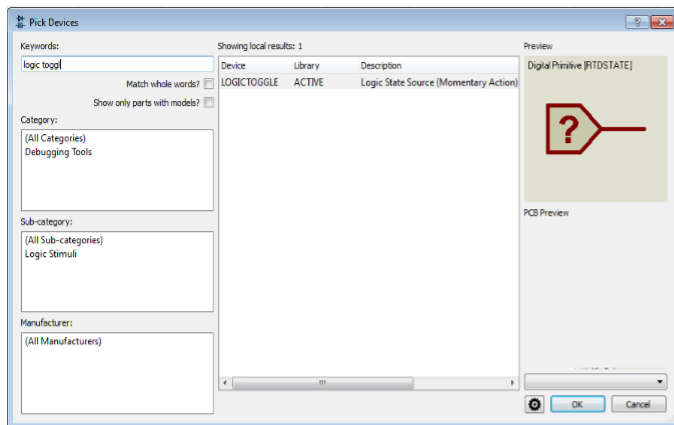 Pick Devices
Keywords:
logic toggl
Match whole words?
Show only parts with models?
Category:
(All Categories)
Debugging Tools
Sub-category:
(All Sub-categories)
Logic Stimuli
Manufacturer:
(All Manufacturers)
Showing local results: 1
Device Library Description
LOGICTOGGLE ACTIVE Logic State Source (Momentary Action)
Preview
Digital Primitive [RTDSTATE]
?
PCB Preview
OK Cancel